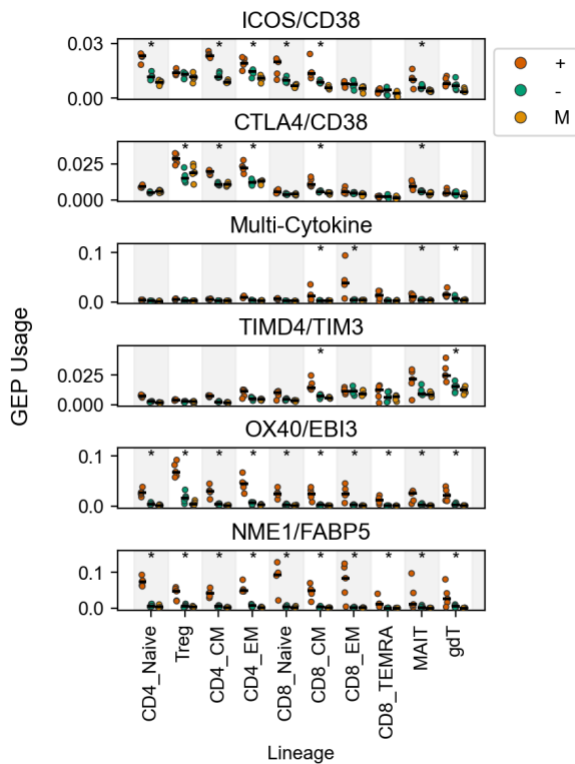 ICOS/CD38
0.03
0.00
* * * * * * *
+
-
M
CTLA4/CD38
0.025
0.000
* * * * *
Multi-Cytokine
0.1
0.0
* * * *
TIMD4/TIM3
0.025
0.000
* *
OX40/EBI3
0.1
0.0
* * * * * * * * * *
NME1/FABP5
0.1
0.0
* * * * * * * * * *
GEP Usage
CD4_Naive
Treg
CD4_CM
CD4_EM
CD8_Naive
CD8_CM
CD8_EM
CD8_TEMRA
MAIT
gdT
Lineage